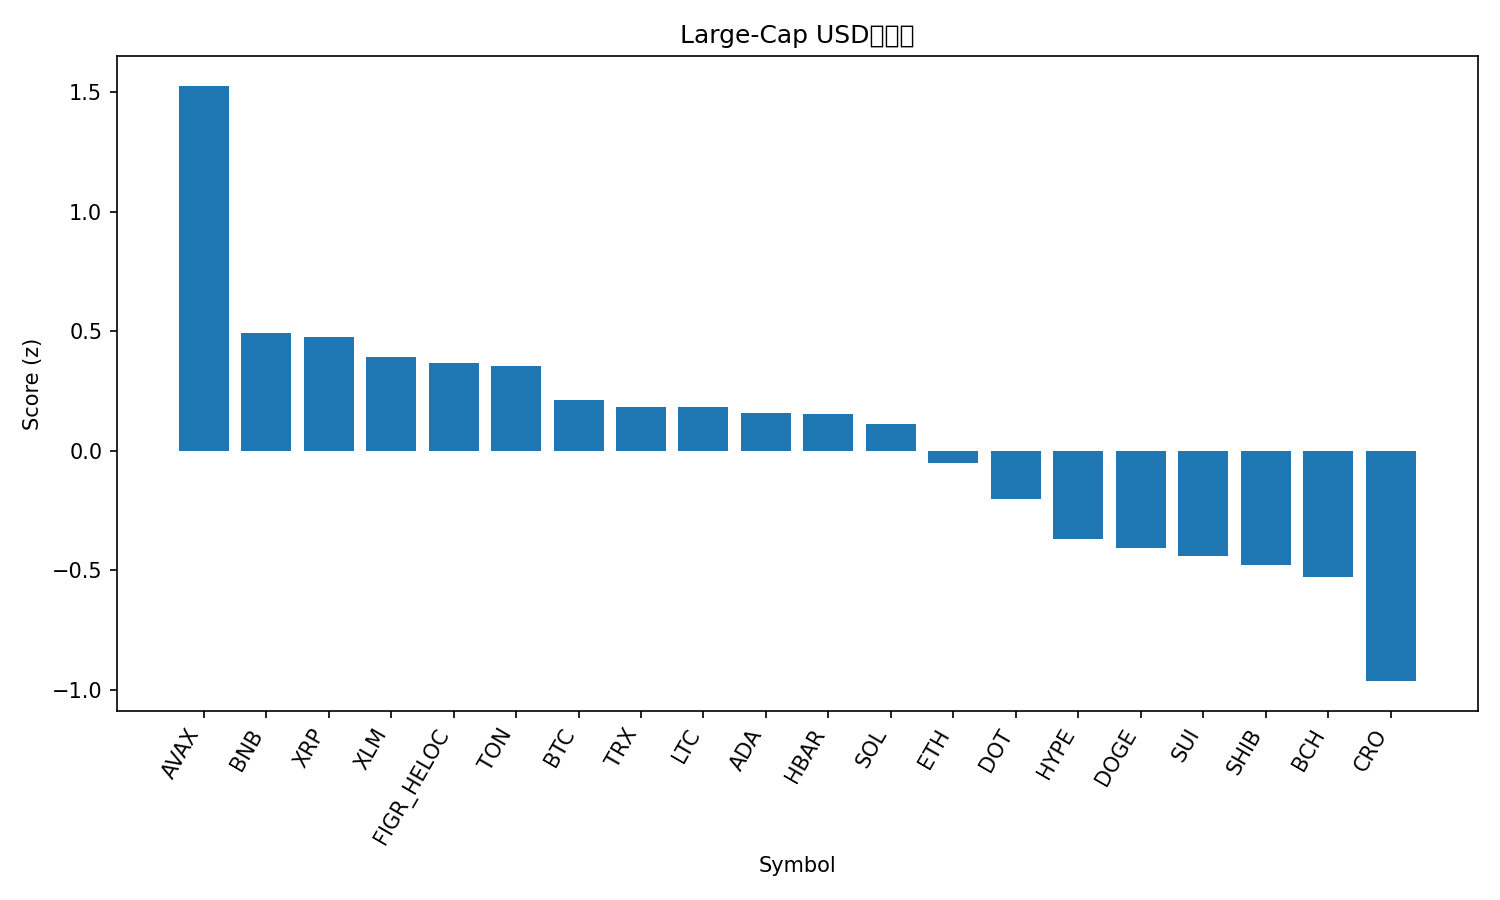 Large-Cap USD
Score (z)
1.5
1.0
0.5
0.0
−0.5
−1.0
AVAX
BNB
XRP
XLM
FIGR_HELOC
TON
BTC
TRX
LTC
ADA
HBAR
SOL
ETH
DOT
HYPE
DOGE
SUI
SHIB
BCH
CRO
Symbol